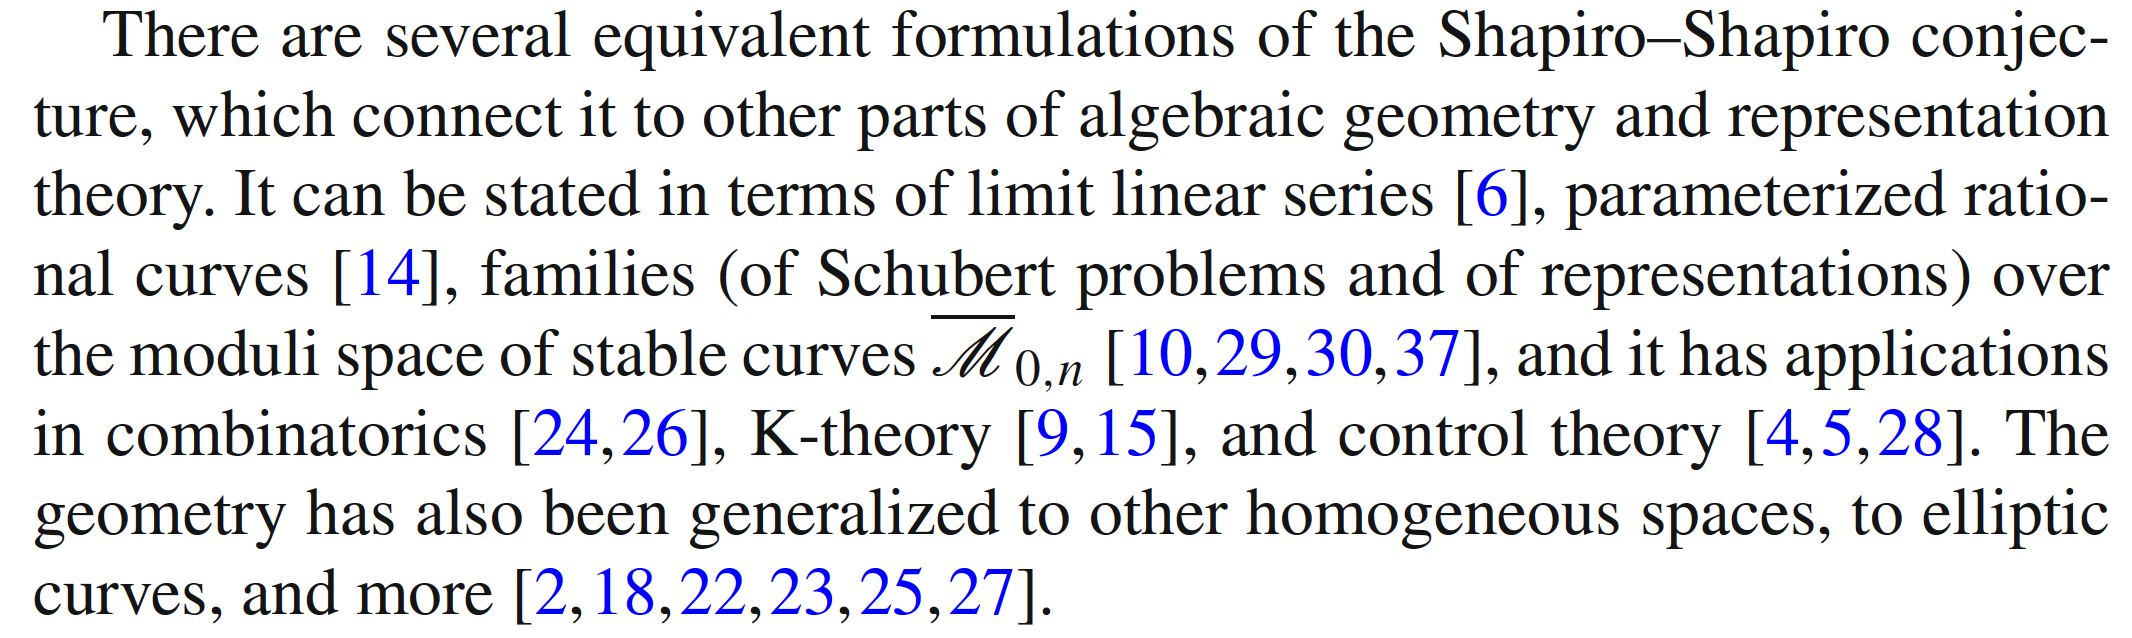 There are several equivalent formulations of the Shapiro–Shapiro conjec-
ture, which connect it to other parts of algebraic geometry and representation
theory. It can be stated in terms of limit linear series [6], parameterized ratio-
nal curves [14], families (of Schubert problems and of representations) over
the moduli space of stable curves $\overline{\mathcal{M}}_{0,n}$ [10,29,30,37], and it has applications
in combinatorics [24,26], K-theory [9,15], and control theory [4,5,28]. The
geometry has also been generalized to other homogeneous spaces, to elliptic
curves, and more [2,18,22,23,25,27].